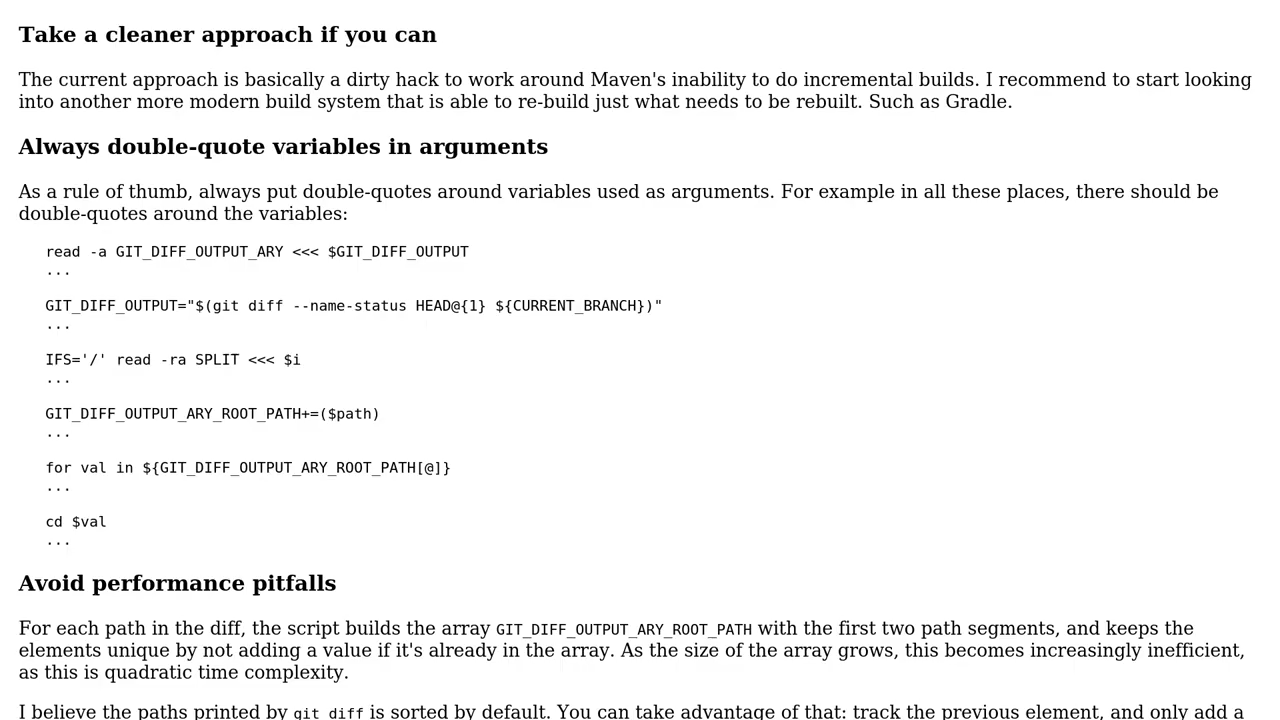 Take a cleaner approach if you can
The current approach is basically a dirty hack to work around Maven's inability to do incremental builds. I recommend to start looking
into another more modern build system that is able to re-build just what needs to be rebuilt. Such as Gradle.
Always double-quote variables in arguments
As a rule of thumb, always put double-quotes around variables used as arguments. For example in all these places, there should be
double-quotes around the variables:
read -a GIT_DIFF_OUTPUT_ARY <<< $GIT_DIFF_OUTPUT
...
GIT_DIFF_OUTPUT="$(git diff --name-status HEAD@{1} ${CURRENT_BRANCH})"
...
IFS='/' read -ra SPLIT <<< $i
...
GIT_DIFF_OUTPUT_ARY_ROOT_PATH+=($path)
...
for val in ${GIT_DIFF_OUTPUT_ARY_ROOT_PATH[@]}
...
cd $val
...
Avoid performance pitfalls
For each path in the diff, the script builds the array GIT_DIFF_OUTPUT_ARY_ROOT_PATH with the first two path segments, and keeps the
elements unique by not adding a value if it's already in the array. As the size of the array grows, this becomes increasingly inefficient,
as this is quadratic time complexity.
I believe the paths printed by git diff is sorted by default. You can take advantage of that: track the previous element, and only add a